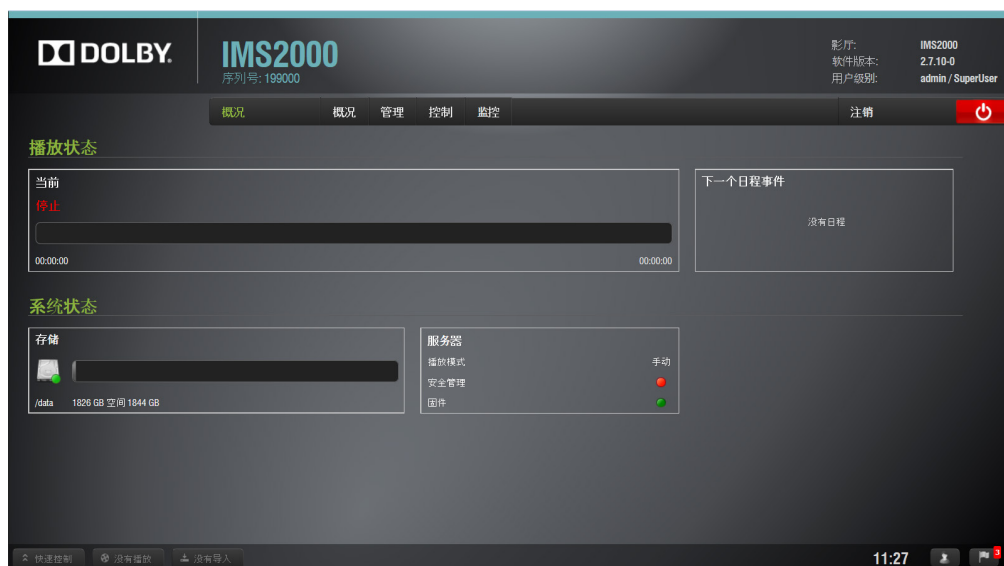 DOLBY.
IMS2000
序列号: 199000
影厅: IMS2000
软件版本: 2.7.10-0
用户级别: admin / SuperUser
概况 概况 管理 控制 监控 注销
播放状态
当前
停止
00:00:00 00:00:00
下一个日程事件
没有日程
系统状态
存储
/data 1826 GB 空间 1844 GB
服务器
播放模式 手动
安全管理
固件
快速控制 没有播放 没有导入 11:27 3